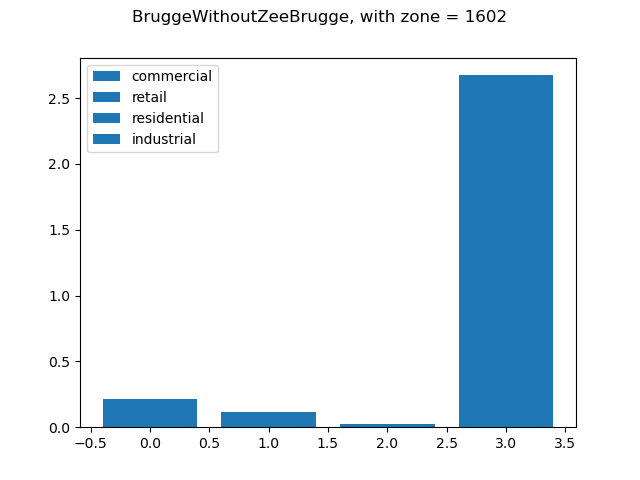 BruggeWithoutZeeBrugge, with zone = 1602
commercial
retail
residential
industrial
2.5
2.0
1.5
1.0
0.5
0.0
−0.5 0.0 0.5 1.0 1.5 2.0 2.5 3.0 3.5